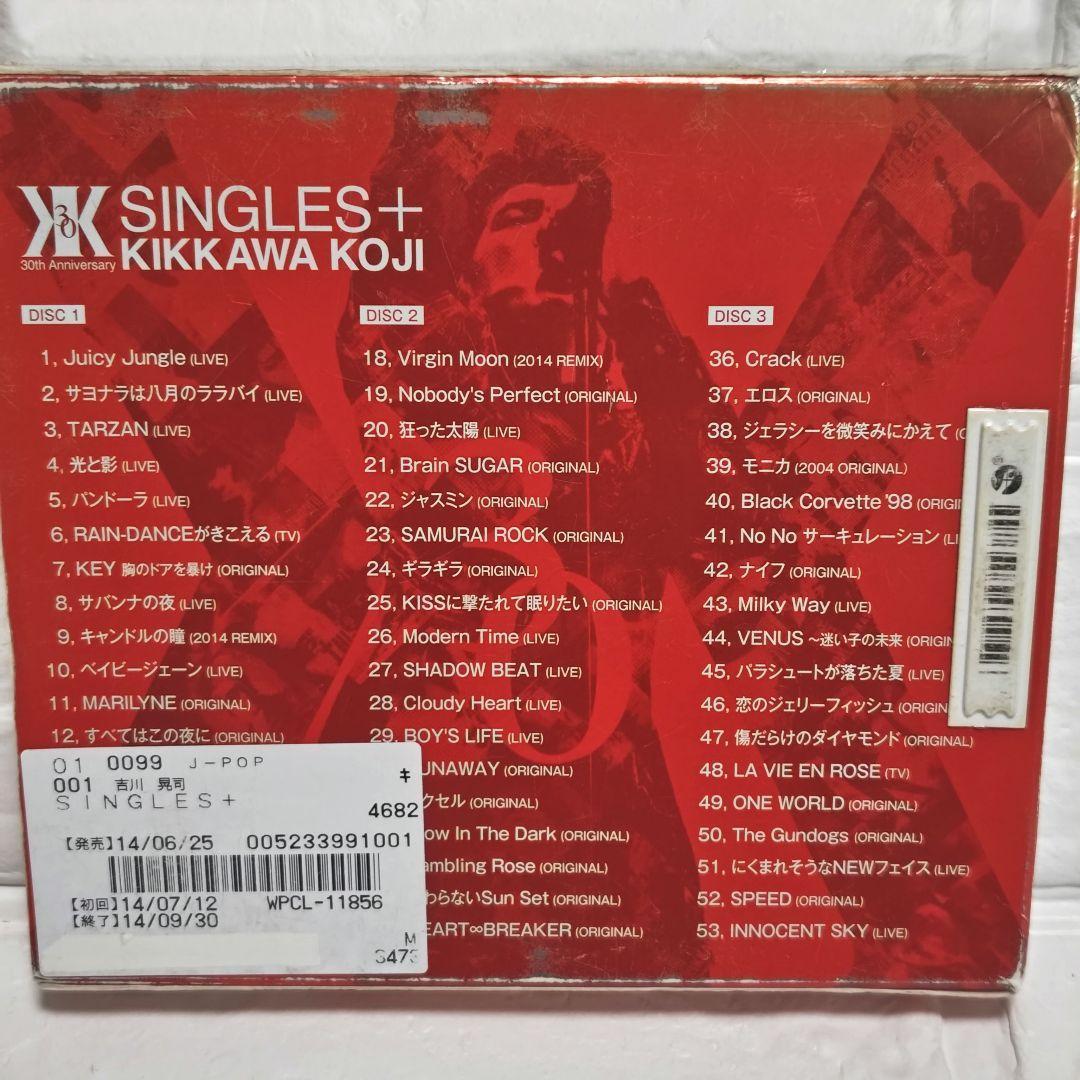 30
30th Anniversary
SINGLES+
KIKKAWA KOJI
DISC 1
1, Juicy Jungle (LIVE)
2, サヨナラは八月のララバイ (LIVE)
3, TARZAN (LIVE)
4, 光と影 (LIVE)
5, パンドーラ (LIVE)
6, RAIN-DANCEがきこえる (TV)
7, KEY 胸のドアを暴け (ORIGINAL)
8, サバンナの夜 (LIVE)
9, キャンドルの瞳 (2014 REMIX)
10, ベイビージェーン (LIVE)
11, MARILYNE (ORIGINAL)
12, すべてはこの夜に (ORIGINAL)
DISC 2
18, Virgin Moon (2014 REMIX)
19, Nobody's Perfect (ORIGINAL)
20, 狂った太陽 (LIVE)
21, Brain SUGAR (ORIGINAL)
22, ジャスミン (ORIGINAL)
23, SAMURAI ROCK (ORIGINAL)
24, ギラギラ (ORIGINAL)
25, KISSに撃たれて眠りたい (ORIGINAL)
26, Modern Time (LIVE)
27, SHADOW BEAT (LIVE)
28, Cloudy Heart (LIVE)
29, BOY'S LIFE (LIVE)
UNAWAY (ORIGINAL)
クセル (ORIGINAL)
ow In The Dark (ORIGINAL)
ambling Rose (ORIGINAL)
わらないSun Set (ORIGINAL)
EART∞BREAKER (ORIGINAL)
DISC 3
36, Crack (LIVE)
37, エロス (ORIGINAL)
38, ジェラシーを微笑みにかえて
39, モニカ (2004 ORIGINAL)
40, Black Corvette '98 (ORIGIN
41, No No サーキュレーション (LI
42, ナイフ (ORIGINAL)
43, Milky Way (LIVE)
44, VENUS ～迷い子の未来 (ORIGIN
45, パラシュートが落ちた夏 (LIVE)
46, 恋のジェリーフィッシュ (ORIGIN
47, 傷だらけのダイヤモンド (ORIGINAL)
48, LA VIE EN ROSE (TV)
49, ONE WORLD (ORIGINAL)
50, The Gundogs (ORIGINAL)
51, にくまれそうなNEWフェイス (LIVE)
52, SPEED (ORIGINAL)
53, INNOCENT SKY (LIVE)
01 0099 J-POP
001 吉川 晃司 キ
SINGLES+
4682
【発売】14/06/25 005233991001
【初回】14/07/12 WPCL-11856
【終了】14/09/30
M